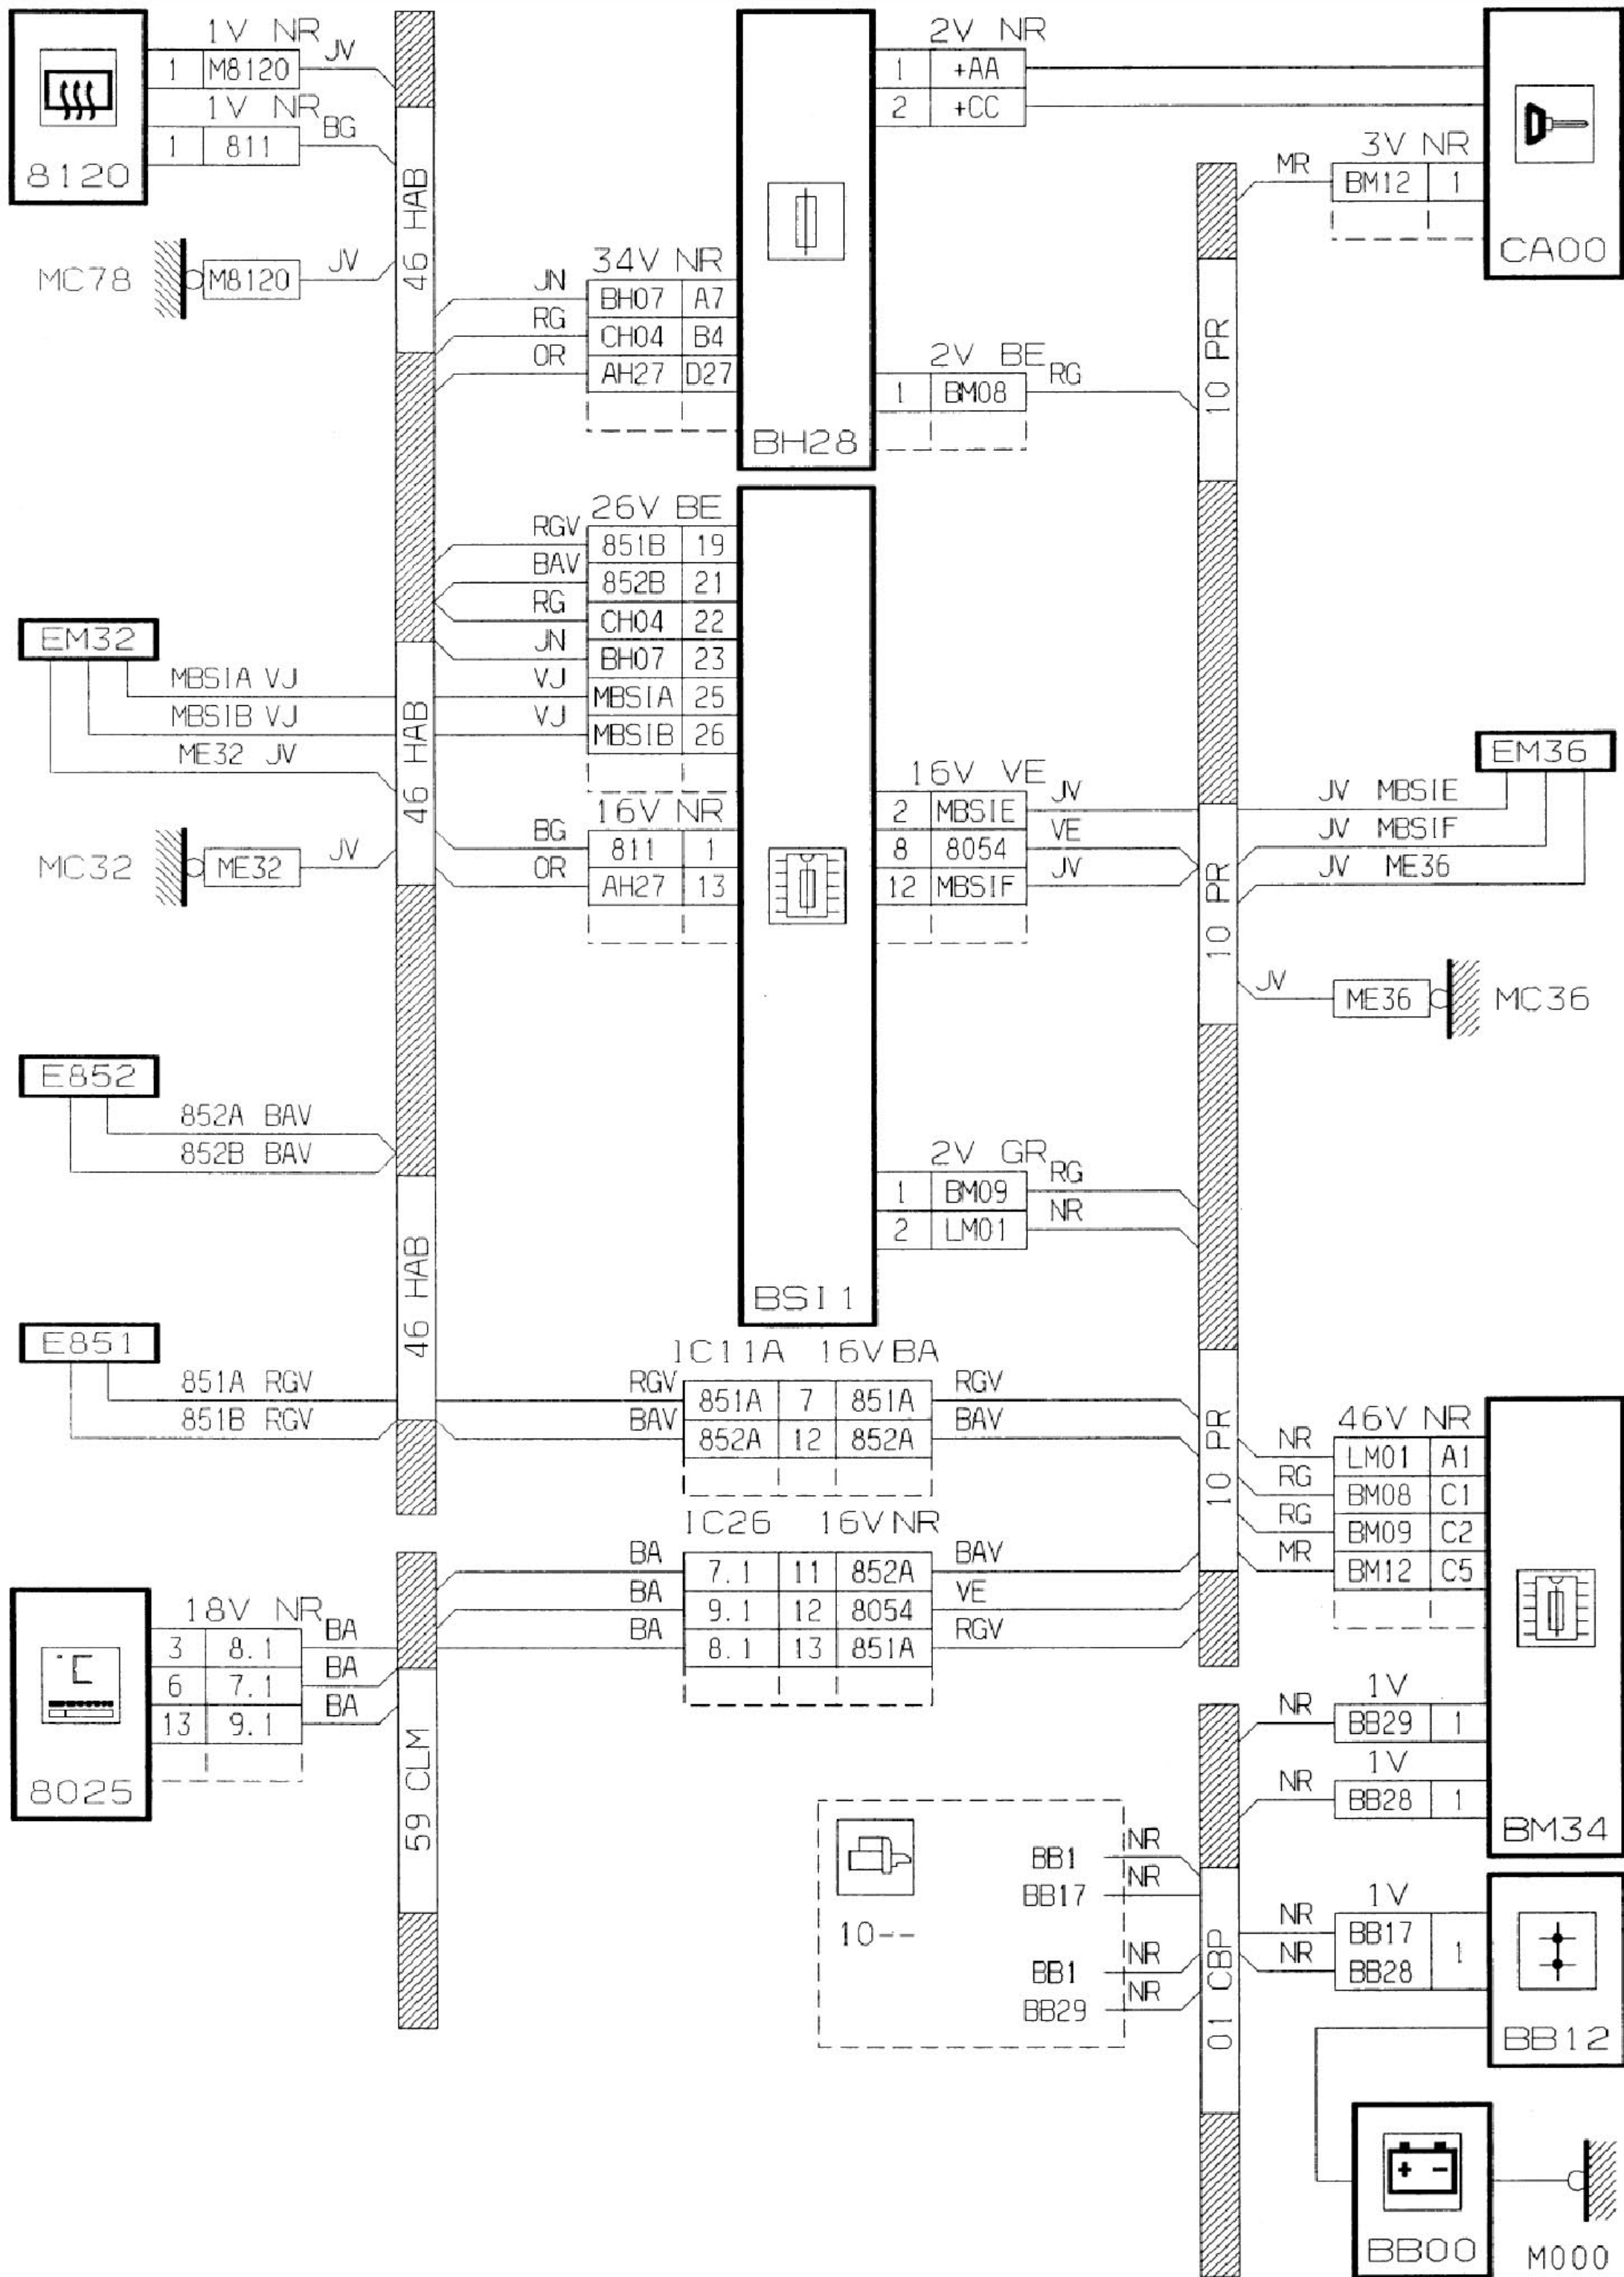 1V NR
1 M8120 JV
1V NR
1 811 BG
8120
MC78 M8120 JV
46 HAB
2V NR
1 +AA
2 +CC
3V NR
MR BM12 1
CA00
34V NR
JN BH07 A7
RG CH04 B4
OR AH27 D27
2V BE
1 BM08 RG
BH28
10 PR
26V BE
RGV 851B 19
BAV 852B 21
RG CH04 22
JN BH07 23
VJ MBSIA 25
VJ MBSIB 26
EM32
MBSIA VJ
MBSIB VJ
ME32 JV
46 HAB
MC32 ME32 JV
16V NR
BG 811 1
OR AH27 13
16V VE
2 MBSIE JV
8 8054 VE
12 MBSIF JV
EM36
JV MBSIE
JV MBSIF
JV ME36
10 PR
JV ME36 MC36
E852
852A BAV
852B BAV
2V GR
1 BM09 RG
2 LM01 NR
BSI1
46 HAB
E851
851A RGV
851B RGV
IC11A 16V BA
RGV 851A 7 851A RGV
BAV 852A 12 852A BAV
10 PR
46V NR
NR LM01 A1
RG BM08 C1
RG BM09 C2
MR BM12 C5
IC26 16V NR
BA 7.1 11 852A BAV
BA 9.1 12 8054 VE
BA 8.1 13 851A RGV
18V NR
3 8.1 BA
6 7.1 BA
13 9.1 BA
°C
8025
59 CLM
1V
NR BB29 1
1V
NR BB28 1
BM34
10--
BB1 NR
BB17 NR
BB1 NR
BB29 NR
01 CBP
1V
NR BB17
NR BB28
1
BB12
+ -
BB00
M000